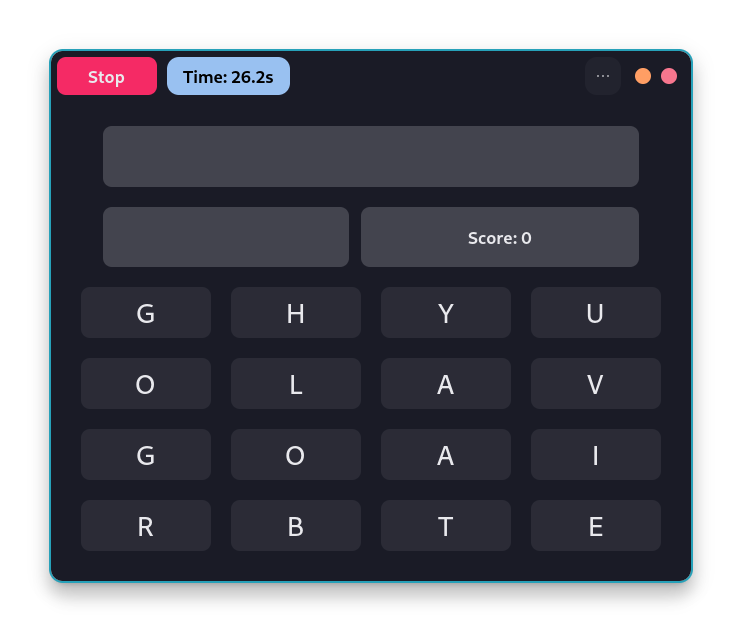 Stop Time: 26.2s ...
Score: 0
G H Y U
O L A V
G O A I
R B T E